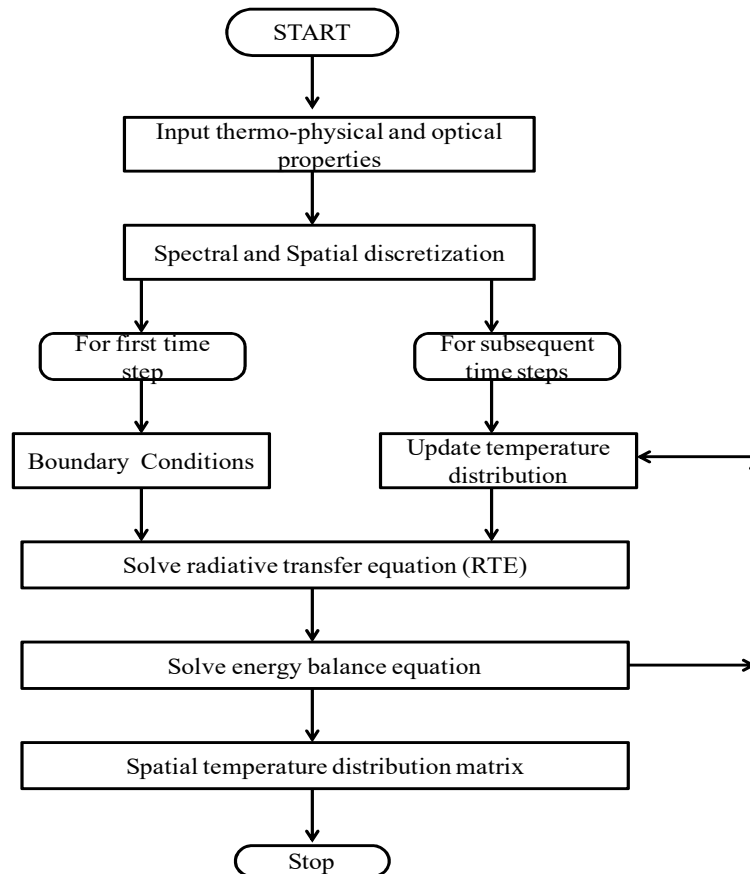 START
Input thermo-physical and optical
properties
Spectral and Spatial discretization
For first time
step
For subsequent
time steps
Boundary Conditions
Update temperature
distribution
Solve radiative transfer equation (RTE)
Solve energy balance equation
Spatial temperature distribution matrix
Stop